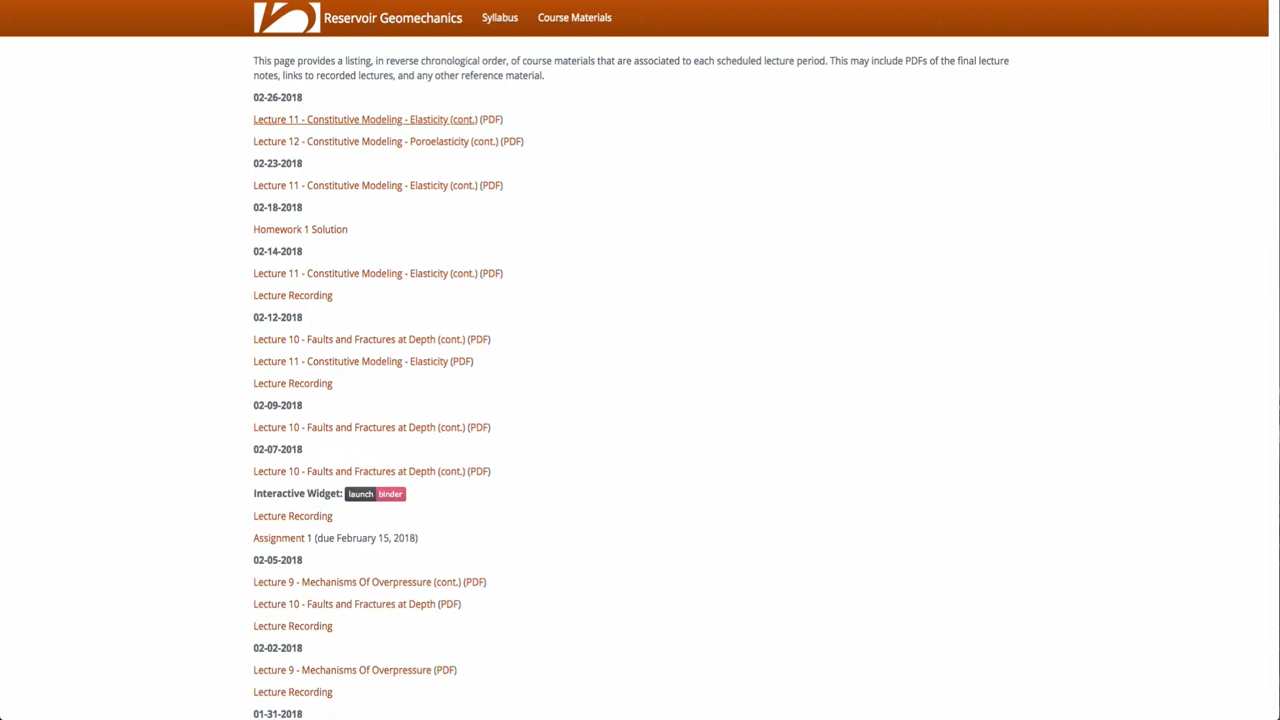 Reservoir Geomechanics Syllabus Course Materials
This page provides a listing, in reverse chronological order, of course materials that are associated to each scheduled lecture period. This may include PDFs of the final lecture
notes, links to recorded lectures, and any other reference material.
02-26-2018
Lecture 11 - Constitutive Modeling - Elasticity (cont.) (PDF)
Lecture 12 - Constitutive Modeling - Poroelasticity (cont.) (PDF)
02-23-2018
Lecture 11 - Constitutive Modeling - Elasticity (cont.) (PDF)
02-18-2018
Homework 1 Solution
02-14-2018
Lecture 11 - Constitutive Modeling - Elasticity (cont.) (PDF)
Lecture Recording
02-12-2018
Lecture 10 - Faults and Fractures at Depth (cont.) (PDF)
Lecture 11 - Constitutive Modeling - Elasticity (PDF)
Lecture Recording
02-09-2018
Lecture 10 - Faults and Fractures at Depth (cont.) (PDF)
02-07-2018
Lecture 10 - Faults and Fractures at Depth (cont.) (PDF)
Interactive Widget: launch binder
Lecture Recording
Assignment 1 (due February 15, 2018)
02-05-2018
Lecture 9 - Mechanisms Of Overpressure (cont.) (PDF)
Lecture 10 - Faults and Fractures at Depth (PDF)
Lecture Recording
02-02-2018
Lecture 9 - Mechanisms Of Overpressure (PDF)
Lecture Recording
01-31-2018